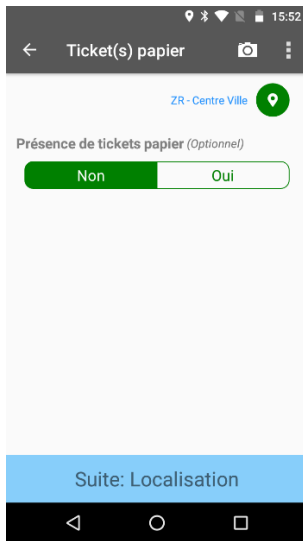 15:52
Ticket(s) papier
ZR - Centre Ville
Présence de tickets papier (Optionnel)
Non Oui
Suite: Localisation